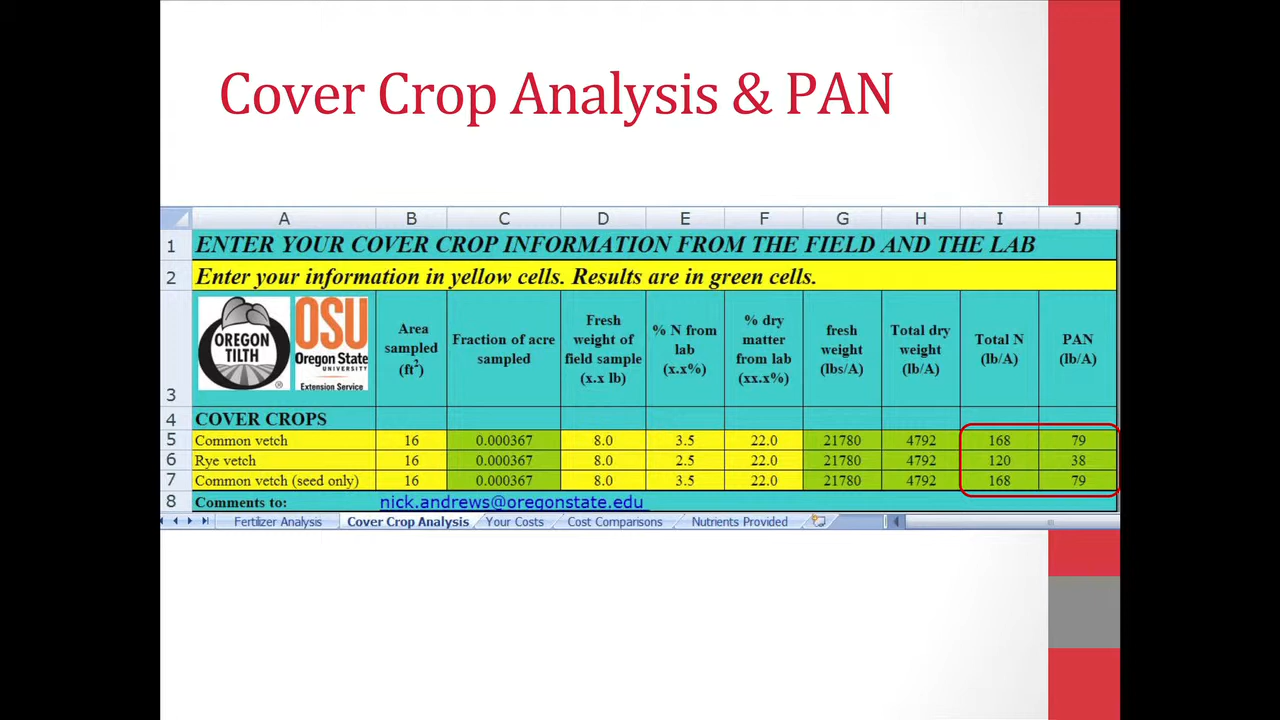 Cover Crop Analysis & PAN
A B C D E F G H I J
1 ENTER YOUR COVER CROP INFORMATION FROM THE FIELD AND THE LAB
2 Enter your information in yellow cells. Results are in green cells.
OREGON
TILTH
®
OSU
Oregon State
UNIVERSITY
Extension Service
Area
sampled
(ft²)
Fraction of acre
sampled
Fresh
weight of
field sample
(x.x lb)
% N from
lab
(x.x%)
% dry
matter
from lab
(xx.x%)
fresh
weight
(lbs/A)
Total dry
weight
(lb/A)
Total N
(lb/A)
PAN
(lb/A)
3
4 COVER CROPS
5 Common vetch 16 0.000367 8.0 3.5 22.0 21780 4792 168 79
6 Rye vetch 16 0.000367 8.0 2.5 22.0 21780 4792 120 38
7 Common vetch (seed only) 16 0.000367 8.0 3.5 22.0 21780 4792 168 79
8 Comments to: nick.andrews@oregonstate.edu
Fertilizer Analysis Cover Crop Analysis Your Costs Cost Comparisons Nutrients Provided